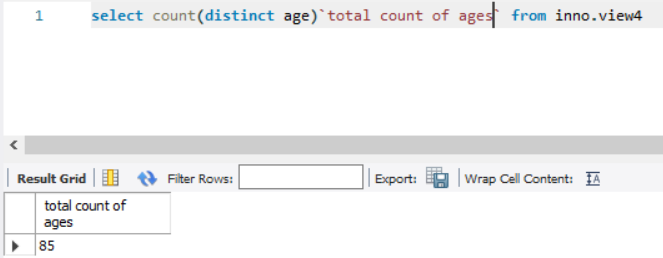 1 select count(distinct age)`total count of ages` from inno.view4
Result Grid Filter Rows: Export: Wrap Cell Content: IA
total count of
ages
85